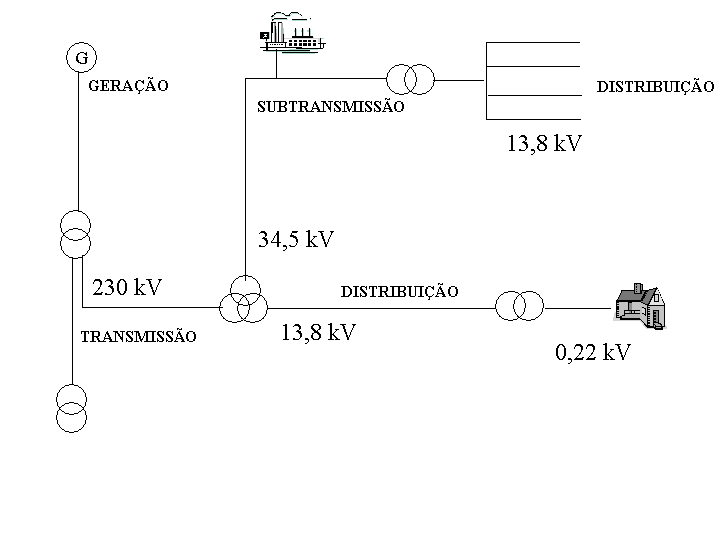 G
GERAÇÃO
DISTRIBUIÇÃO
SUBTRANSMISSÃO
13,8 kV
34,5 kV
230 kV
DISTRIBUIÇÃO
TRANSMISSÃO
13,8 kV
0,22 kV